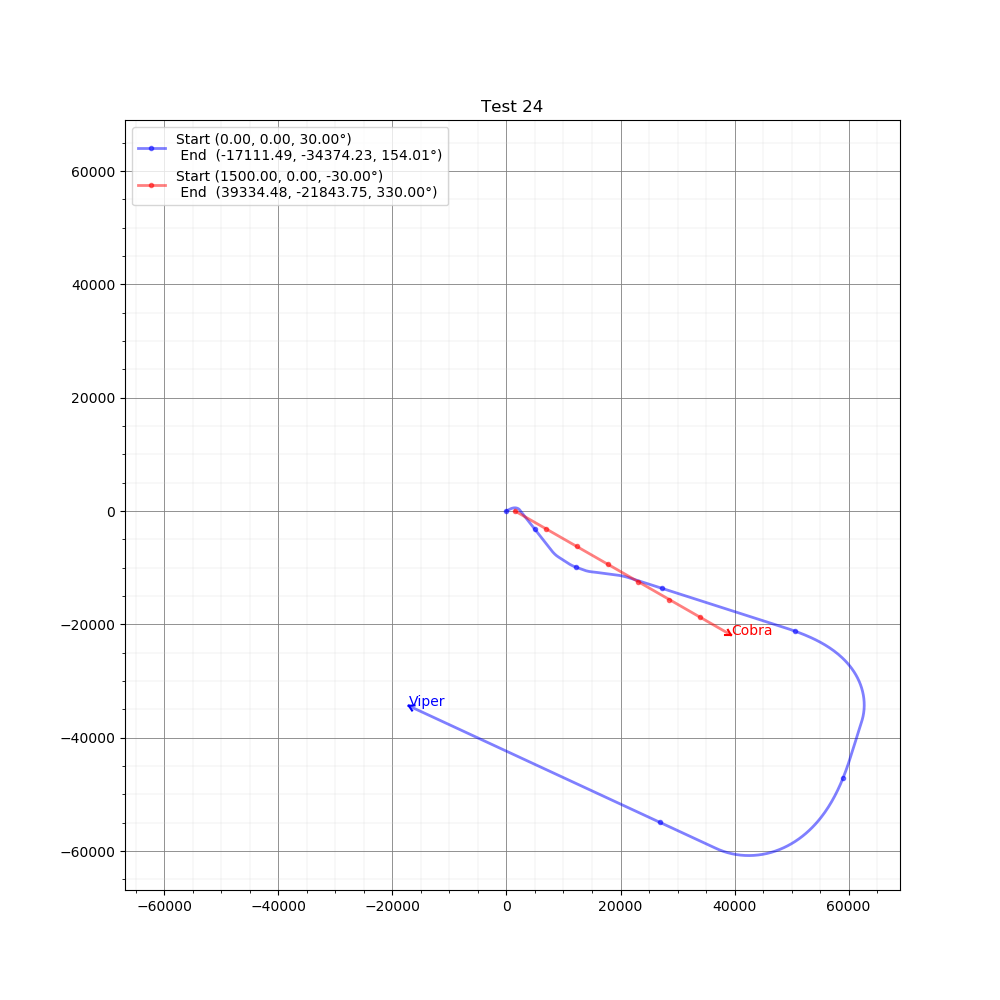 Test 24
Start (0.00, 0.00, 30.00°)
End (-17111.49, -34374.23, 154.01°)
Start (1500.00, 0.00, -30.00°)
End (39334.48, -21843.75, 330.00°)
60000
40000
20000
0
−20000
−40000
−60000
Cobra
Viper
−60000
−40000
−20000
0
20000
40000
60000